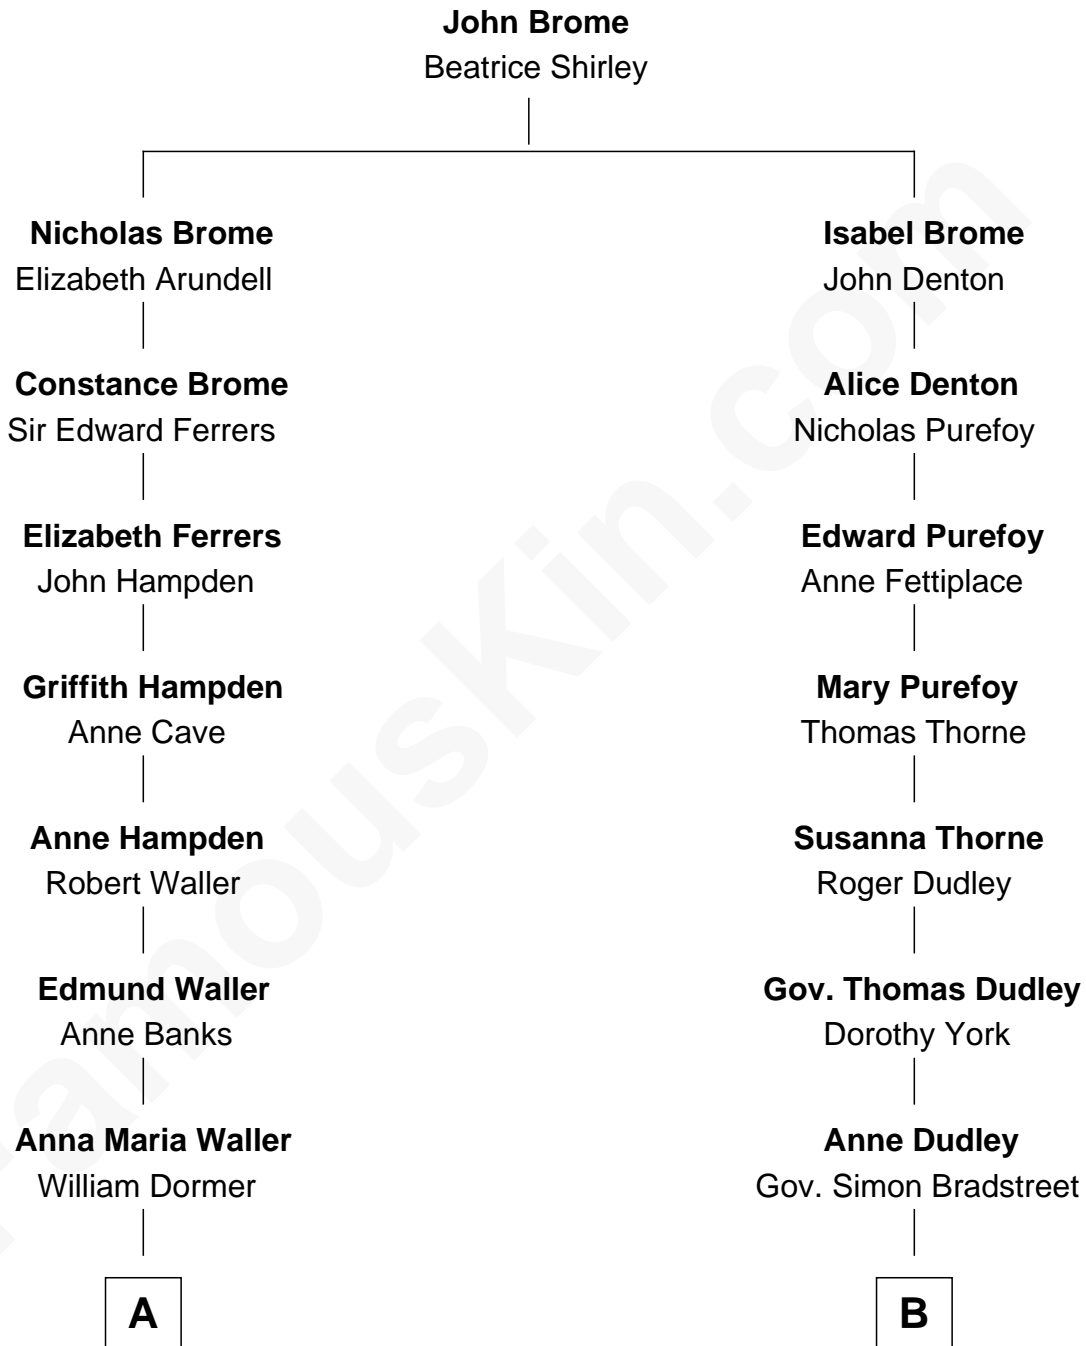 John Brome
Beatrice Shirley
Nicholas Brome
Elizabeth Arundell
Constance Brome
Sir Edward Ferrers
Elizabeth Ferrers
John Hampden
Griffith Hampden
Anne Cave
Anne Hampden
Robert Waller
Edmund Waller
Anne Banks
Anna Maria Waller
William Dormer
A
Isabel Brome
John Denton
Alice Denton
Nicholas Purefoy
Edward Purefoy
Anne Fettiplace
Mary Purefoy
Thomas Thorne
Susanna Thorne
Roger Dudley
Gov. Thomas Dudley
Dorothy York
Anne Dudley
Gov. Simon Bradstreet
B
FamousKin.com